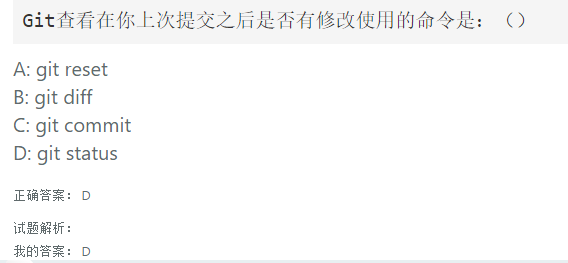 Git查看在你上次提交之后是否有修改使用的命令是：（）
A: git reset
B: git diff
C: git commit
D: git status
正确答案： D
试题解析：
我的答案： D